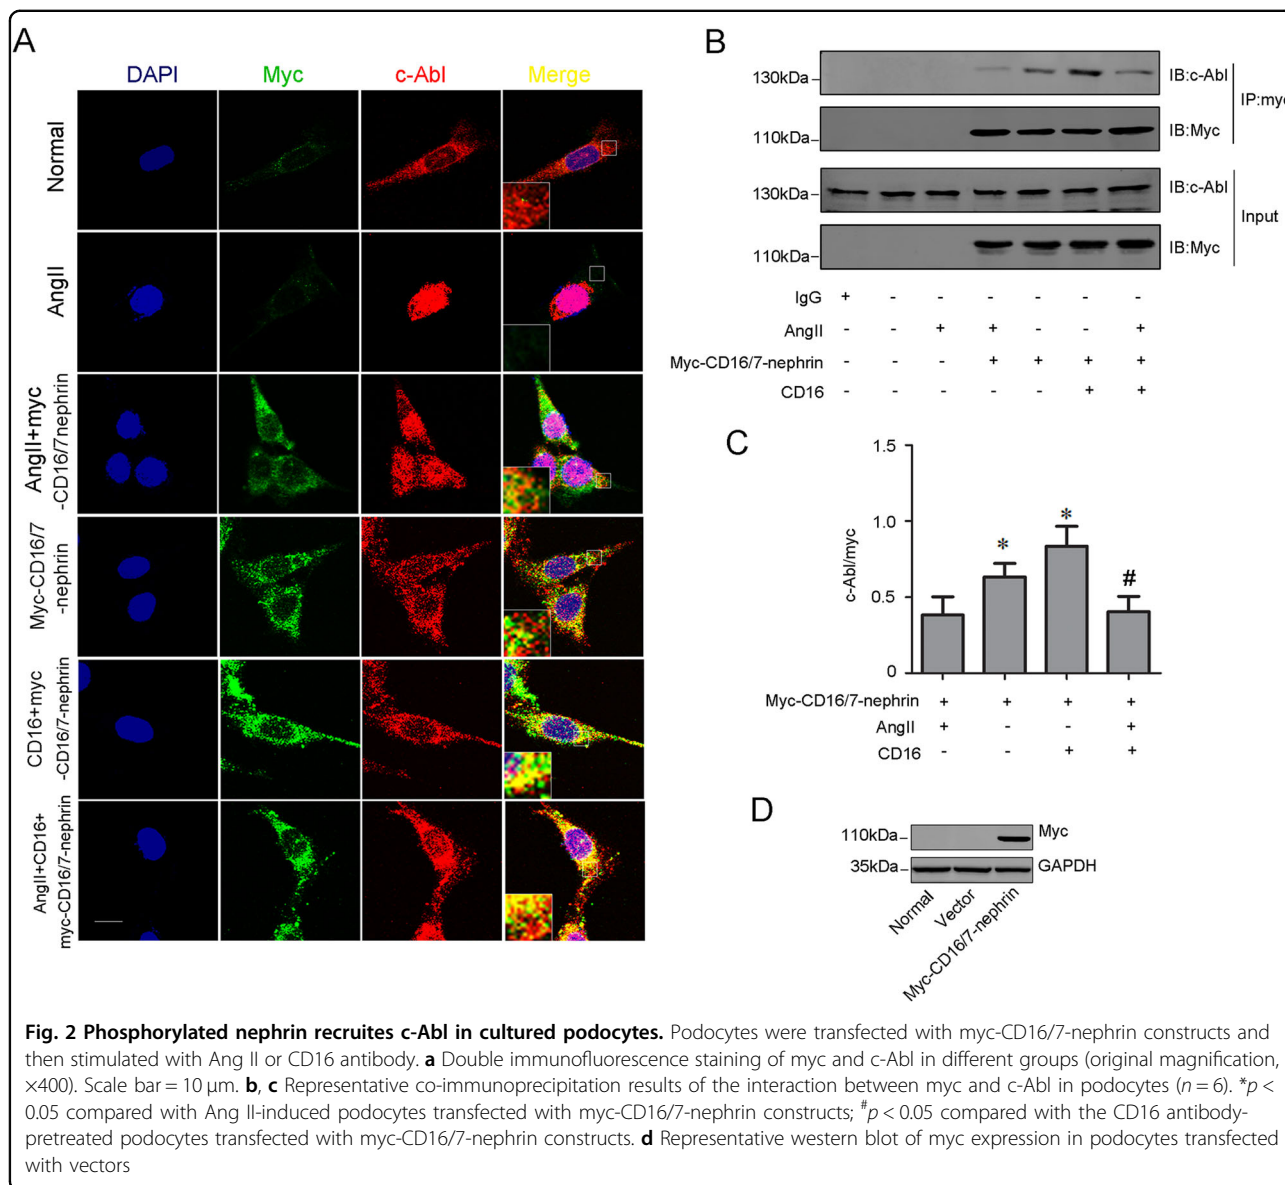 A
DAPI Myc c-Abl Merge
Normal
AngII
AngII+myc
-CD16/7nephrin
Myc-CD16/7
-nephrin
CD16+myc
-CD16/7-nephrin
AngII+CD16+
myc-CD16/7-nephrin
B
130kDa IB:c-Abl
IP:myc
110kDa IB:Myc
130kDa IB:c-Abl
Input
110kDa IB:Myc
IgG + - - - - - -
AngII - - + + - - +
Myc-CD16/7-nephrin - - - + + + +
CD16 - - - - - + +
C
1.5
1.0
0.5
0
c-Abl/myc
* * #
Myc-CD16/7-nephrin + + + +
AngII + - - +
CD16 - - + +
D
110kDa Myc
35kDa GAPDH
Normal
Vector
Myc-CD16/7-nephrin
Fig. 2 Phosphorylated nephrin recruites c-Abl in cultured podocytes. Podocytes were transfected with myc-CD16/7-nephrin constructs and
then stimulated with Ang II or CD16 antibody. a Double immunofluorescence staining of myc and c-Abl in different groups (original magnification,
×400). Scale bar = 10 μm. b, c Representative co-immunoprecipitation results of the interaction between myc and c-Abl in podocytes (n = 6). *p <
0.05 compared with Ang II-induced podocytes transfected with myc-CD16/7-nephrin constructs; #p < 0.05 compared with the CD16 antibody-
pretreated podocytes transfected with myc-CD16/7-nephrin constructs. d Representative western blot of myc expression in podocytes transfected
with vectors